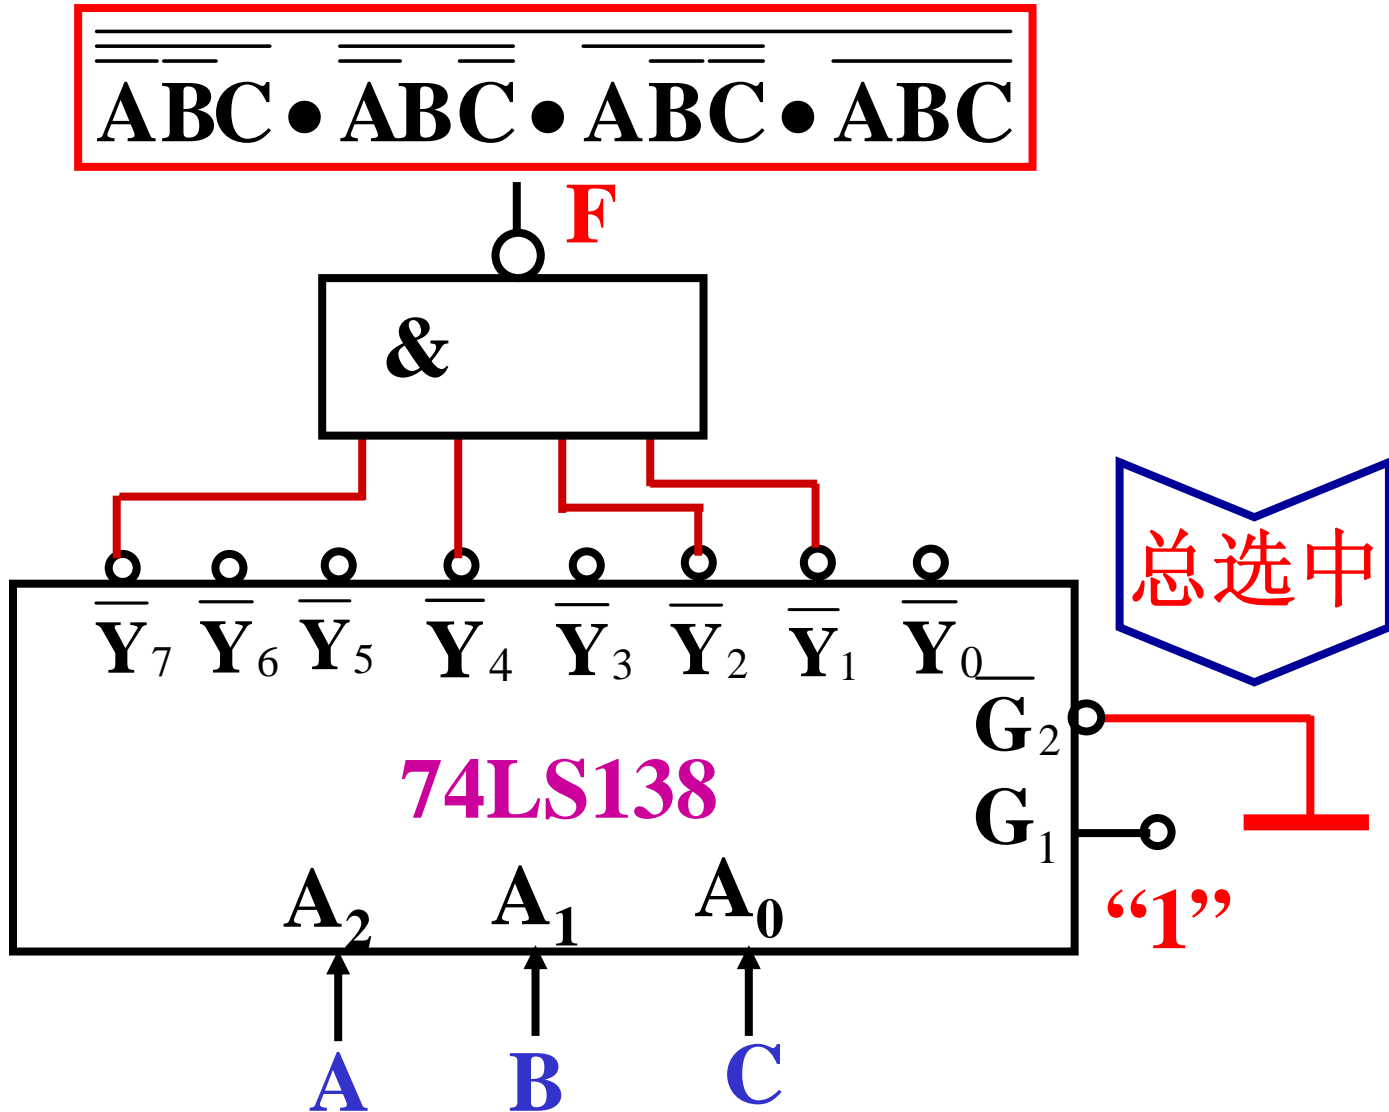 ABC • ABC • ABC • ABC
F
&
总选中
Y7 Y6 Y5 Y4 Y3 Y2 Y1 Y0
G2
74LS138
G1
A2 A1 A0
“1”
A B C